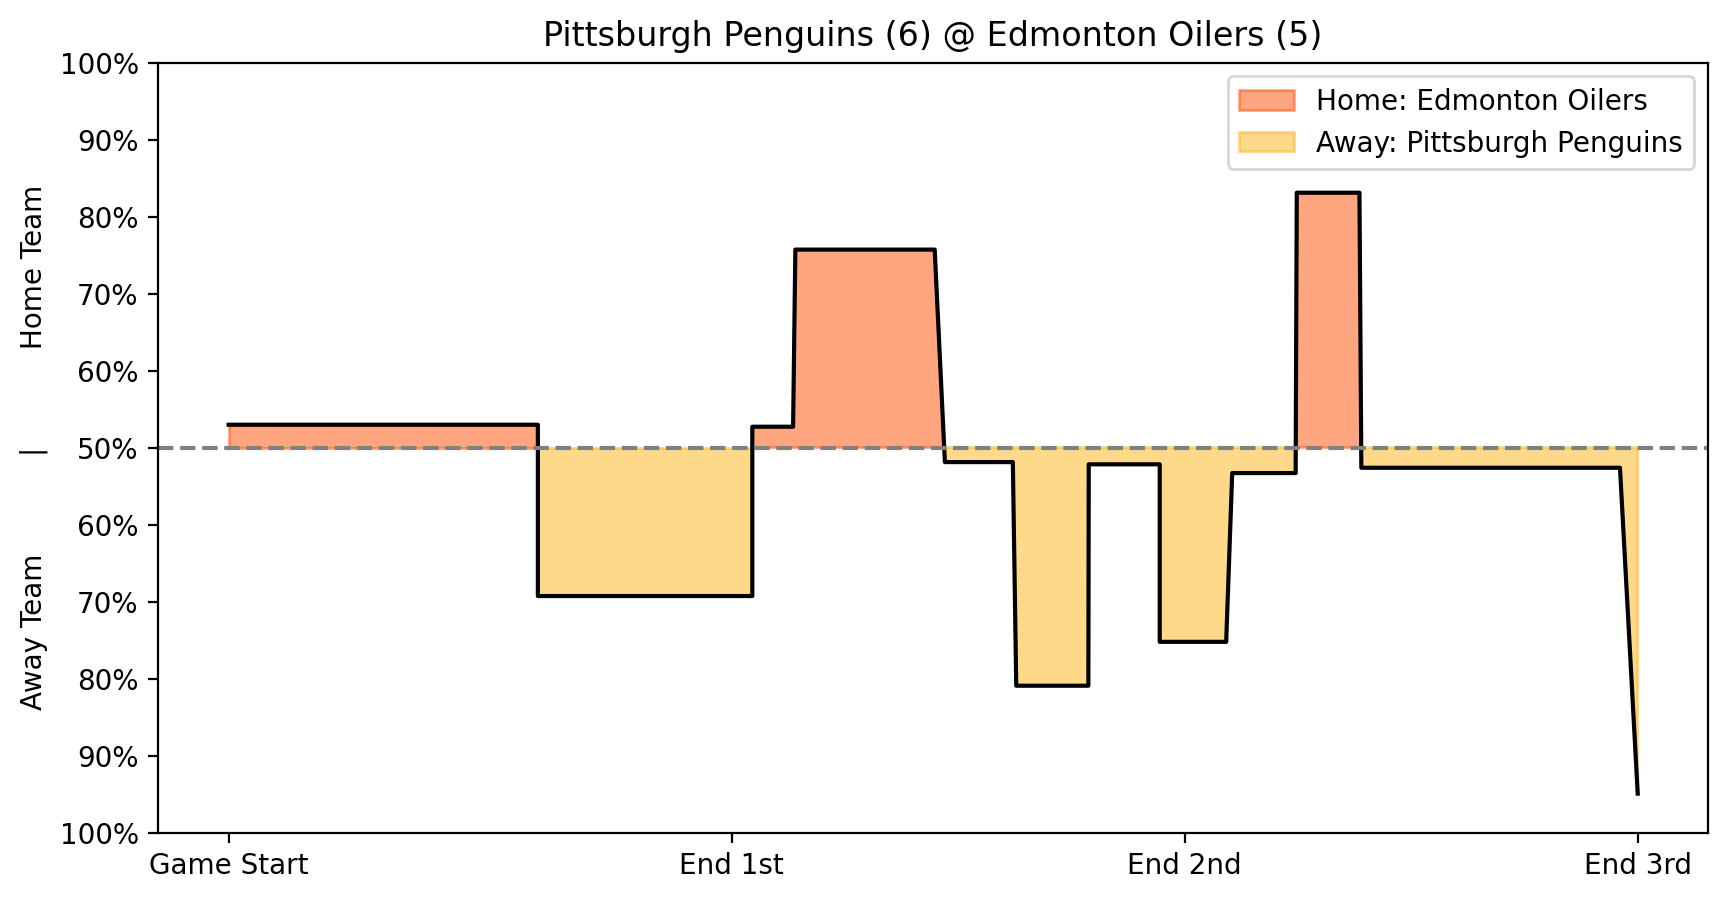 Pittsburgh Penguins (6) @ Edmonton Oilers (5)
Home: Edmonton Oilers
Away: Pittsburgh Penguins
Away Team | Home Team
100%
90%
80%
70%
60%
50%
60%
70%
80%
90%
100%
Game Start End 1st End 2nd End 3rd